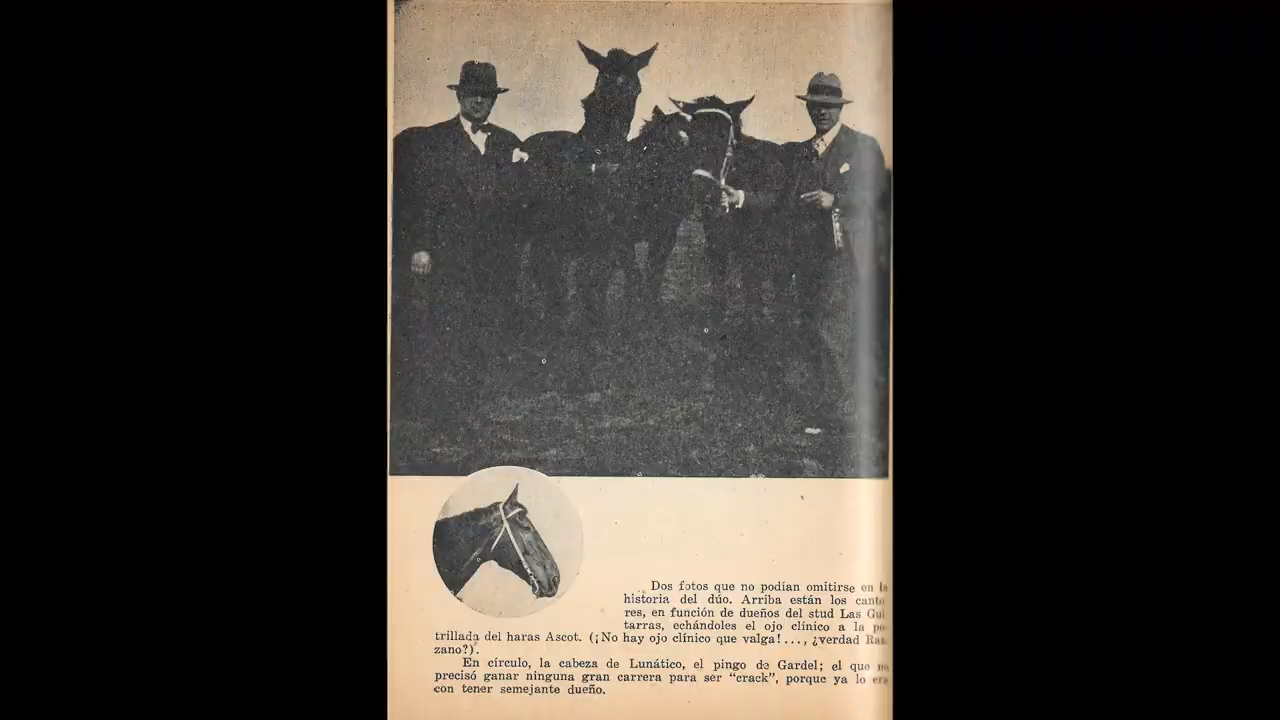 Dos fotos que no podían omitirse en la
historia del dúo. Arriba están los canto
res, en función de dueños del stud Las Gui
tarras, echándoles el ojo clínico a la po
trillada del haras Ascot. (¡No hay ojo clínico que valga!..., ¿verdad Raz
zano?).
En círculo, la cabeza de Lunático, el pingo de Gardel; el que no
precisó ganar ninguna gran carrera para ser "crack", porque ya lo era
con tener semejante dueño.